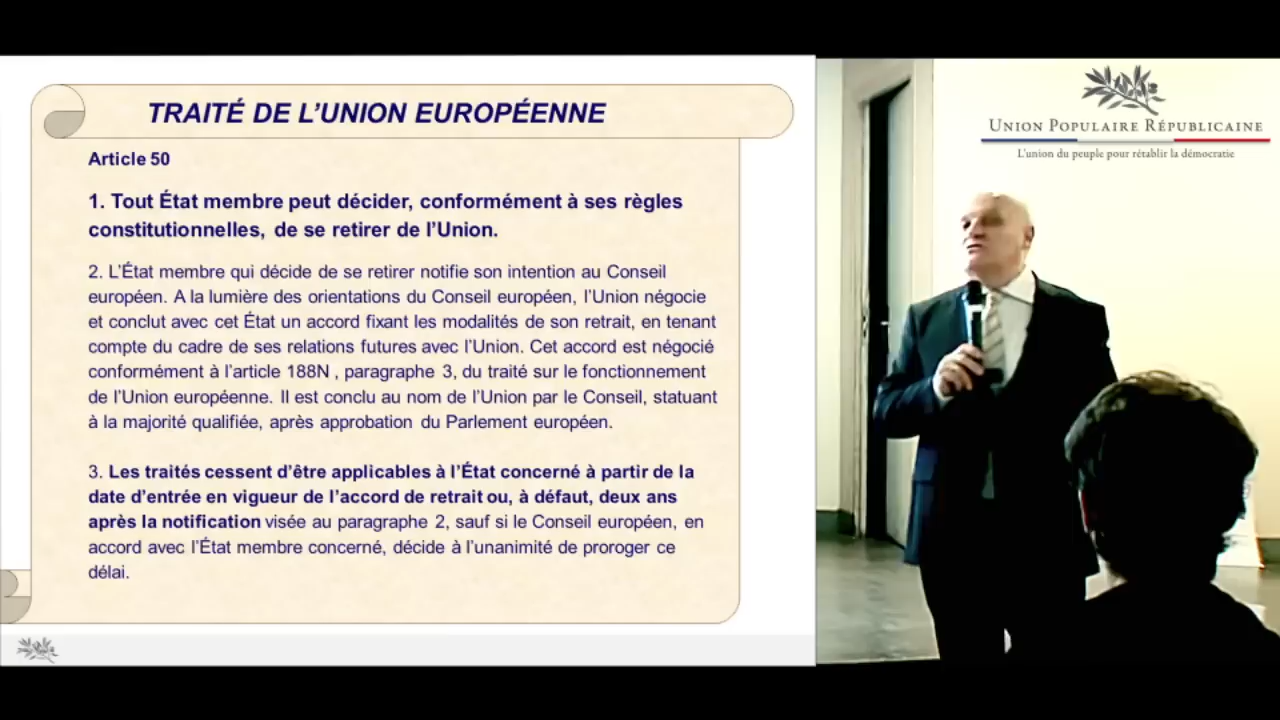 TRAITÉ DE L'UNION EUROPÉENNE
Article 50
1. Tout État membre peut décider, conformément à ses règles
constitutionnelles, de se retirer de l'Union.
2. L'État membre qui décide de se retirer notifie son intention au Conseil
européen. A la lumière des orientations du Conseil européen, l'Union négocie
et conclut avec cet État un accord fixant les modalités de son retrait, en tenant
compte du cadre de ses relations futures avec l'Union. Cet accord est négocié
conformément à l'article 188N , paragraphe 3, du traité sur le fonctionnement
de l'Union européenne. Il est conclu au nom de l'Union par le Conseil, statuant
à la majorité qualifiée, après approbation du Parlement européen.
3. Les traités cessent d'être applicables à l'État concerné à partir de la
date d'entrée en vigueur de l'accord de retrait ou, à défaut, deux ans
après la notification visée au paragraphe 2, sauf si le Conseil européen, en
accord avec l'État membre concerné, décide à l'unanimité de proroger ce
délai.
UNION POPULAIRE RÉPUBLICAINE
L'union du peuple pour rétablir la démocratie